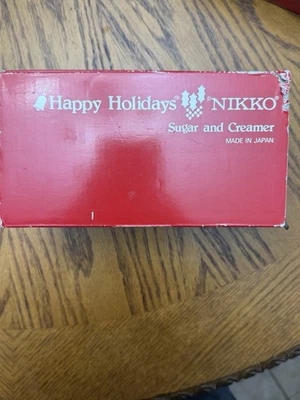 Happy Holidays® NIKKO®
Sugar and Creamer
MADE IN JAPAN